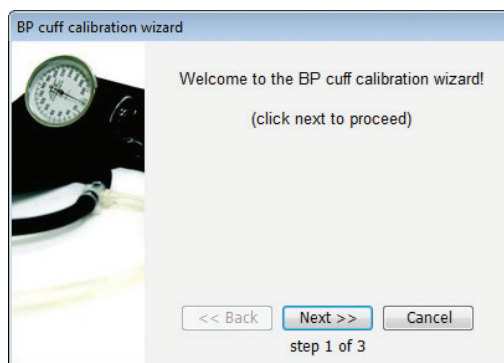 BP cuff calibration wizard
Welcome to the BP cuff calibration wizard!
(click next to proceed)
<< Back
Next >>
Cancel
step 1 of 3